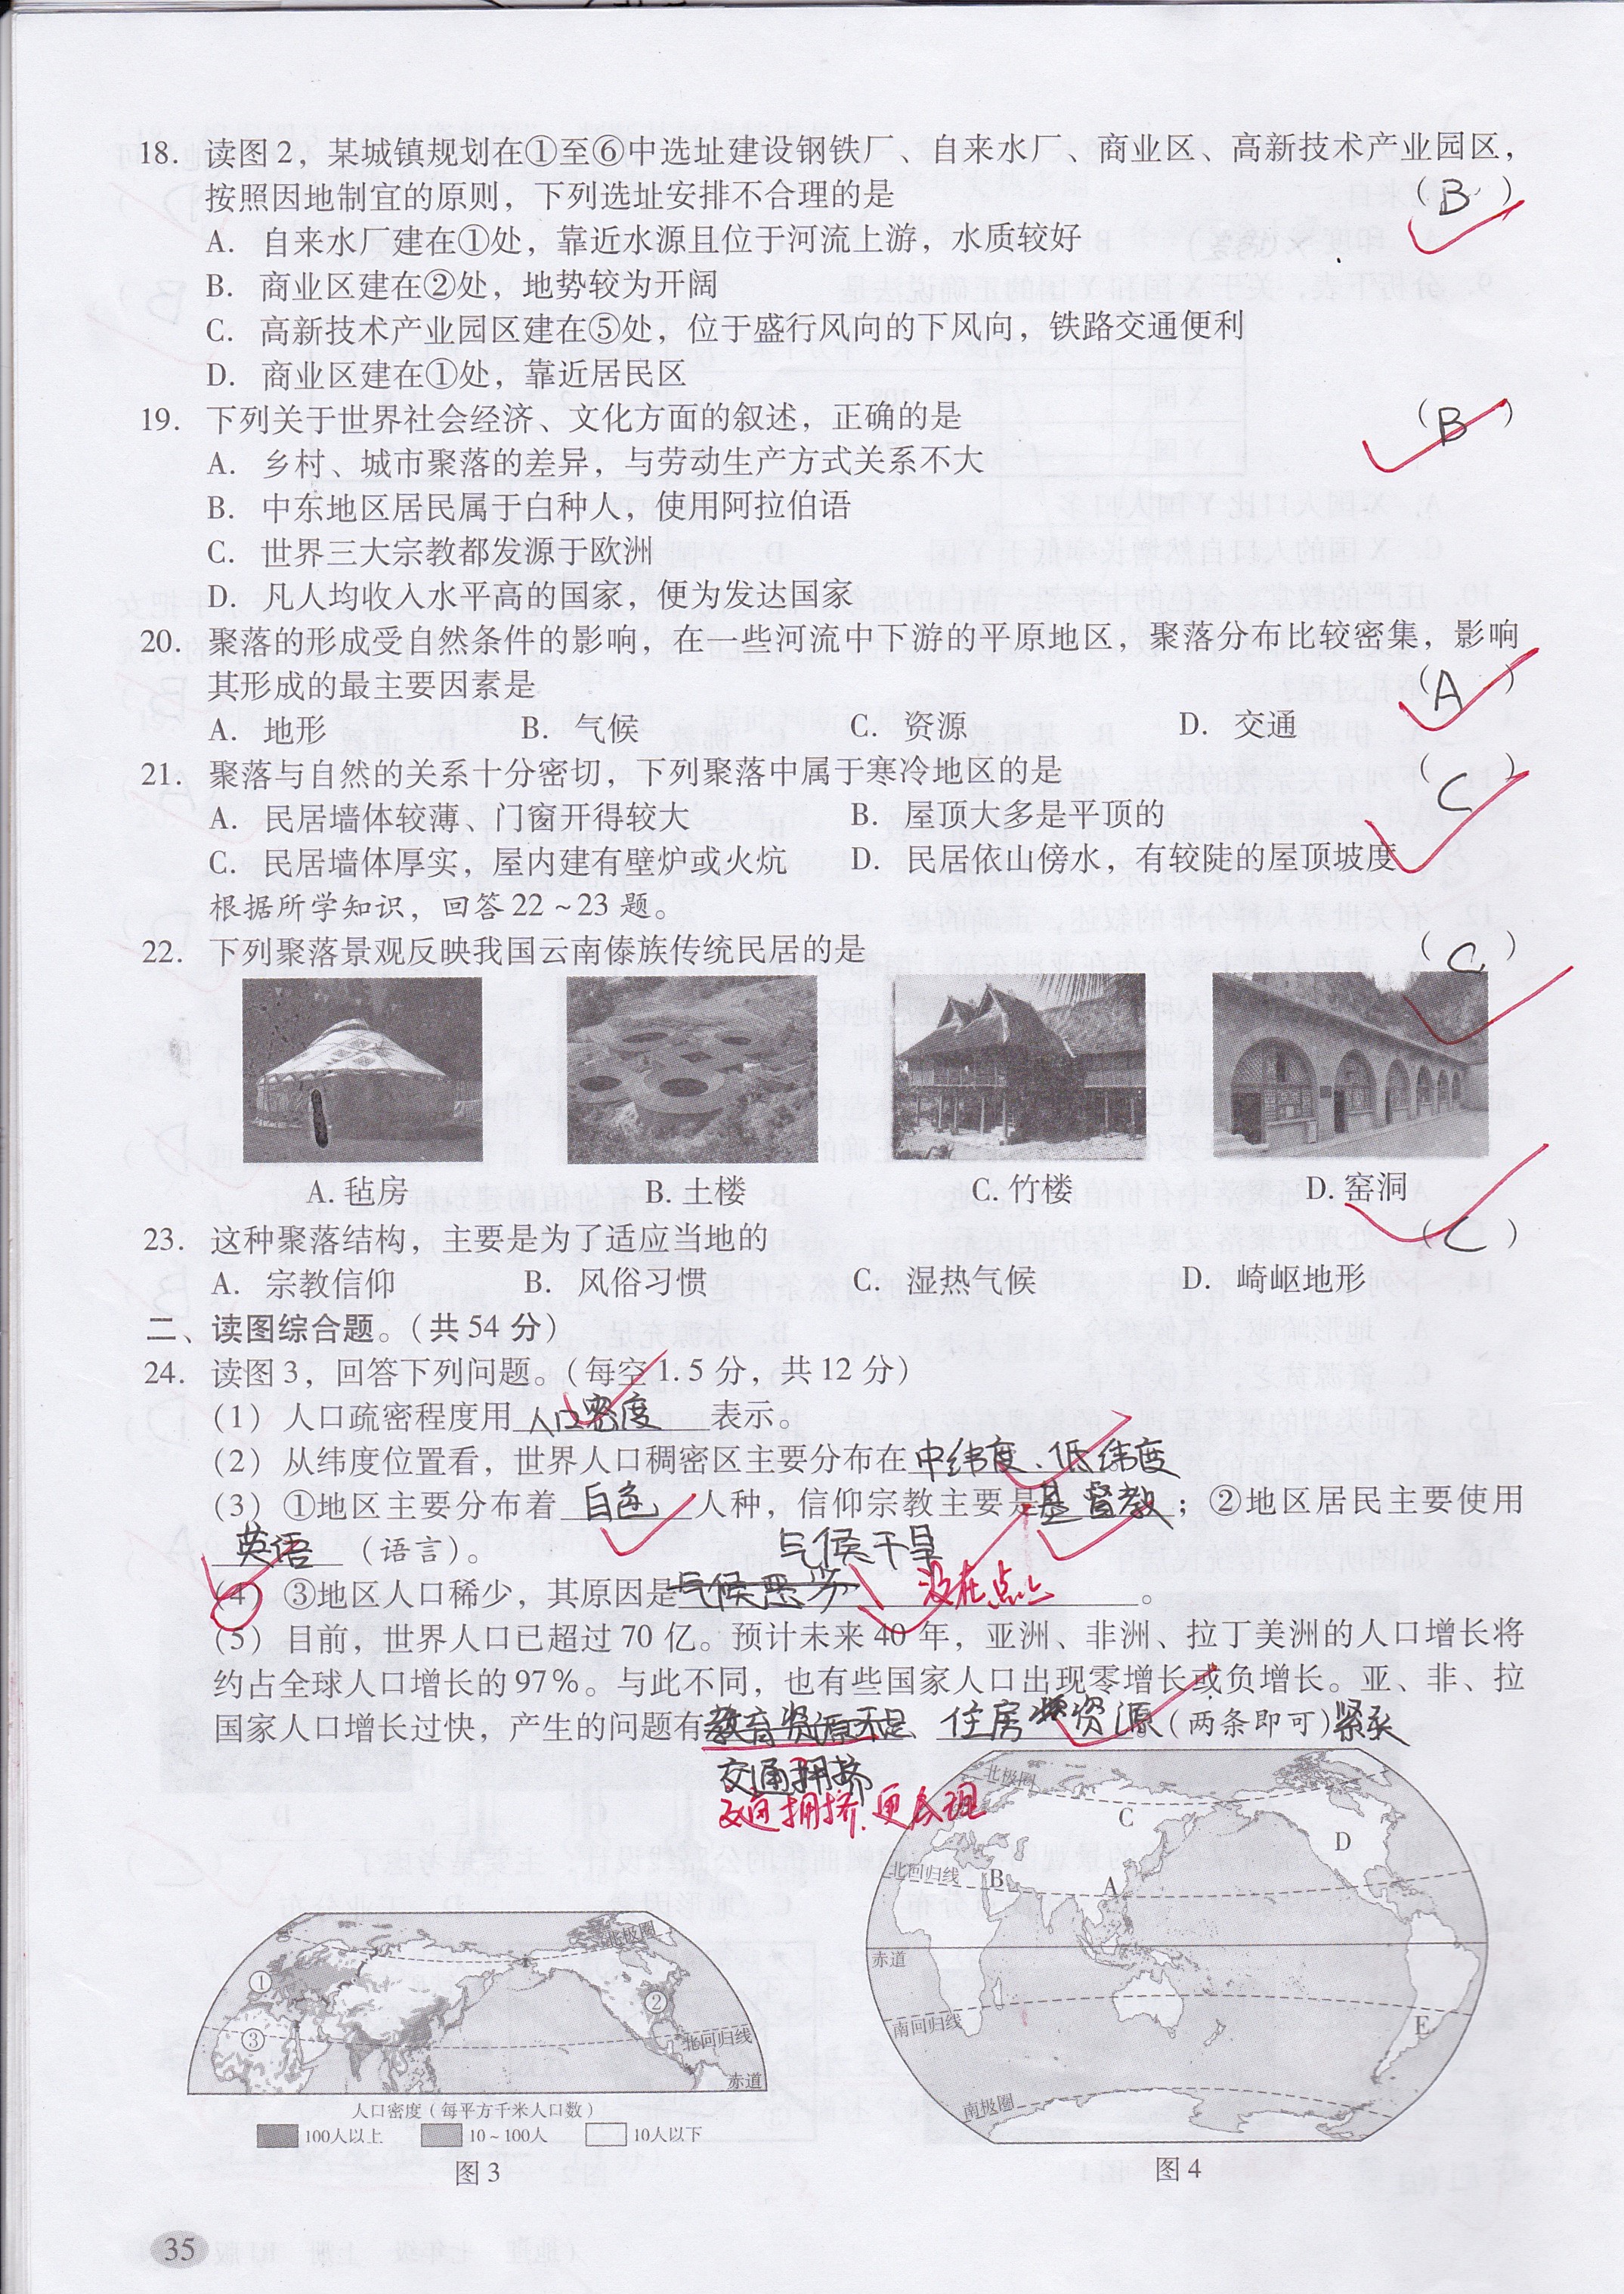 18. 读图2，某城镇规划在①至⑥中选址建设钢铁厂、自来水厂、商业区、高新技术产业园区，
按照因地制宜的原则，下列选址安排不合理的是 （B）
A. 自来水厂建在①处，靠近水源且位于河流上游，水质较好
B. 商业区建在②处，地势较为开阔
C. 高新技术产业园区建在⑤处，位于盛行风向的下风向，铁路交通便利
D. 商业区建在①处，靠近居民区
19. 下列关于世界社会经济、文化方面的叙述，正确的是 （B）
A. 乡村、城市聚落的差异，与劳动生产方式关系不大
B. 中东地区居民属于白种人，使用阿拉伯语
C. 世界三大宗教都发源于欧洲
D. 凡人均收入水平高的国家，便为发达国家
20. 聚落的形成受自然条件的影响，在一些河流中下游的平原地区，聚落分布比较密集，影响
其形成的最主要因素是 （A）
A. 地形 B. 气候 C. 资源 D. 交通
21. 聚落与自然的关系十分密切，下列聚落中属于寒冷地区的是 （C）
A. 民居墙体较薄、门窗开得较大 B. 屋顶大多是平顶的
C. 民居墙体厚实，屋内建有壁炉或火炕 D. 民居依山傍水，有较陡的屋顶坡度
根据所学知识，回答22～23题。
22. 下列聚落景观反映我国云南傣族传统民居的是 （C）
A. 毡房 B. 土楼 C. 竹楼 D. 窑洞
23. 这种聚落结构，主要是为了适应当地的 （C）
A. 宗教信仰 B. 风俗习惯 C. 湿热气候 D. 崎岖地形
二、读图综合题。（共54分）
24. 读图3，回答下列问题。（每空1.5分，共12分）
（1）人口疏密程度用人口密度表示。
（2）从纬度位置看，世界人口稠密区主要分布在中纬度、低纬度
（3）①地区主要分布着白色人种，信仰宗教主要是基督教；②地区居民主要使用
英语（语言）。
气候干旱
（4）③地区人口稀少，其原因是 没在点上。
（5）目前，世界人口已超过70亿。预计未来40年，亚洲、非洲、拉丁美洲的人口增长将
约占全球人口增长的97%。与此不同，也有些国家人口出现零增长或负增长。亚、非、拉
国家人口增长过快，产生的问题有教育资源不足、住房资源（两条即可）紧张
交通拥挤
交通拥挤.更合理
北极圈
C
D
北回归线
B
A
赤道
南回归线
E
南极圈
图4
北极圈
①
②
③
北回归线
赤道
人口密度（每平方千米人口数）
100人以上 10～100人 10人以下
图3
35